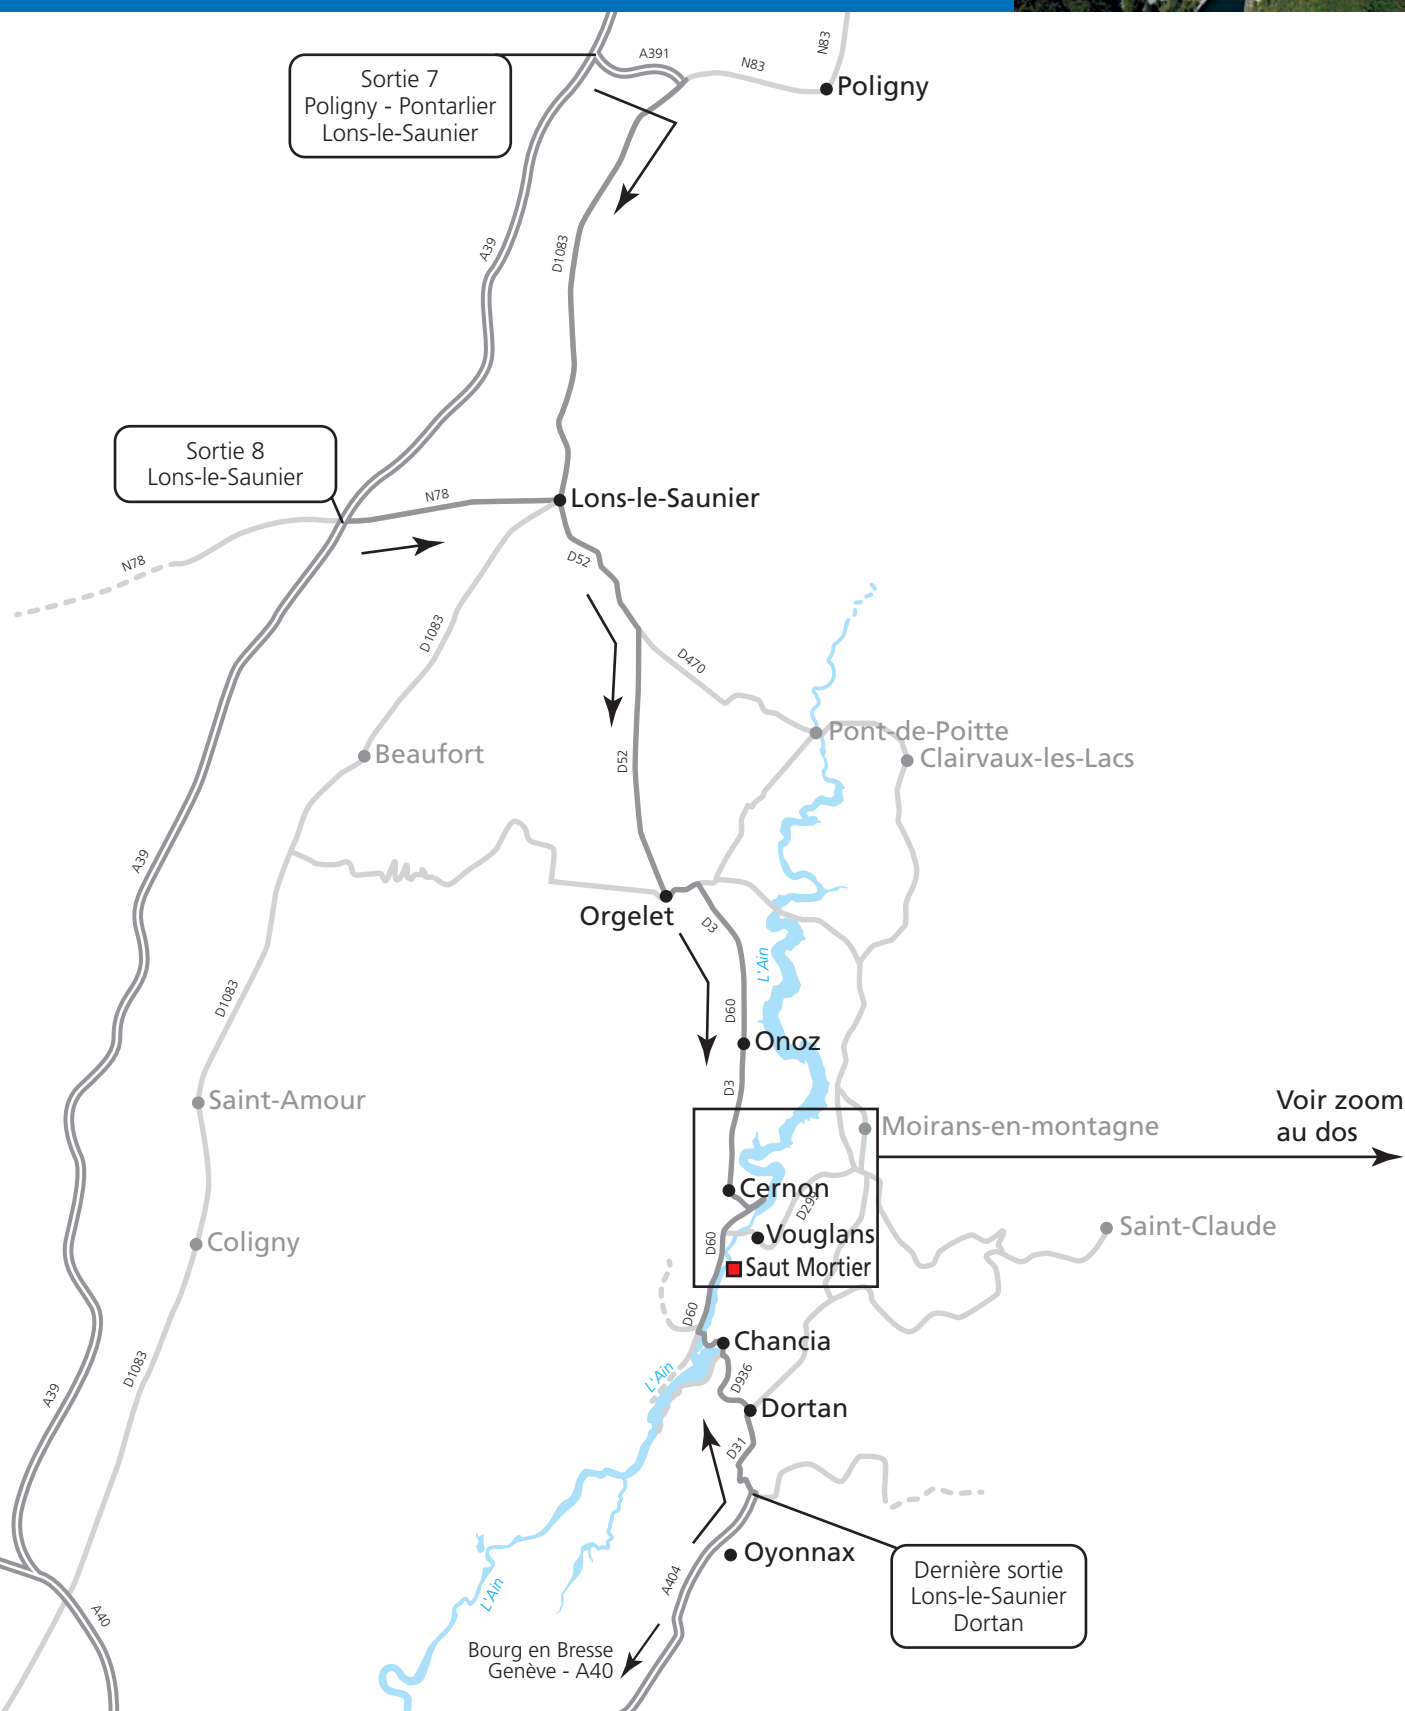 A391
N83
N83
Sortie 7
Poligny - Pontarlier
Lons-le-Saunier
Poligny
A39
D1083
Sortie 8
Lons-le-Saunier
N78
Lons-le-Saunier
N78
D52
D1083
D470
Pont-de-Poitte
Beaufort
D52
Clairvaux-les-Lacs
A39
Orgelet
D3
L'Ain
D1083
D60
Onoz
D3
Saint-Amour
Voir zoom
au dos
Moirans-en-montagne
Cernon
D299
Saint-Claude
Coligny
D60
Vouglans
Saut Mortier
D60
Chancia
D1083
L'Ain
D936
A39
Dortan
D31
Oyonnax
Dernière sortie
Lons-le-Saunier
Dortan
A404
L'Ain
A40
Bourg en Bresse
Genève - A40